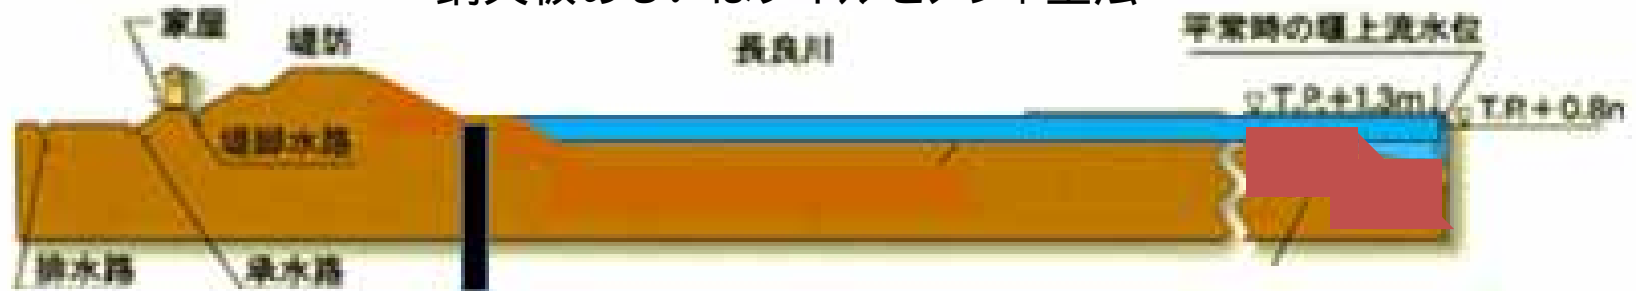 家屋
堤防
長良川
平常時の堰上流水位
▽T.P.+1.3m
▽T.P.+0.8m
堤脚水路
排水路
承水路